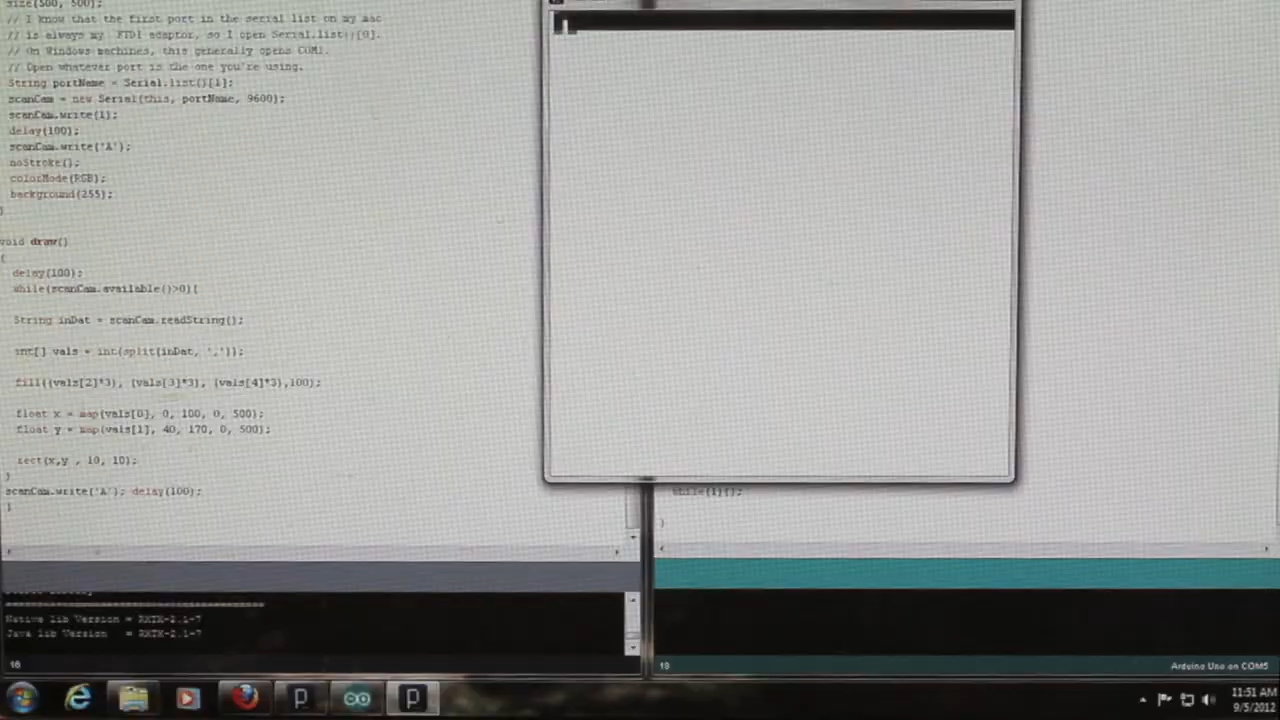 size(500, 500);
// I know that the first port in the serial list on my mac
// is always my  FTDI adaptor, so I open Serial.list()[0].
// On Windows machines, this generally opens COM1.
// Open whatever port is the one you're using.
String portName = Serial.list()[1];
scanCam = new Serial(this, portName, 9600);
scanCam.write(1);
delay(100);
scanCam.write('A');
noStroke();
colorMode(RGB);
background(255);
}
void draw()
{
delay(100);
while(scanCam.available()>0){
String inDat = scanCam.readString();
int[] vals = int(split(inDat, ','));
fill((vals[2]*3), (vals[3]*3), (vals[4]*3),100);
float x = map(vals[0], 0, 100, 0, 500);
float y = map(vals[1], 40, 170, 0, 500);
rect(x,y , 10, 10);
}
scanCam.write('A'); delay(100);
}
while(1){};
}
Native lib Version = RXTX-2.1-7
Java lib Version   = RXTX-2.1-7
16
19
Arduino Uno on COM5
11:51 AM
9/5/2012